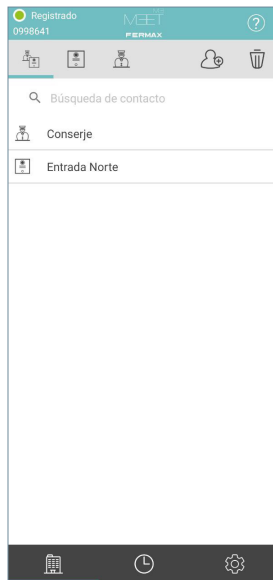 Registrado
0998641
MEET
FERMAX
?
Búsqueda de contacto
Conserje
Entrada Norte